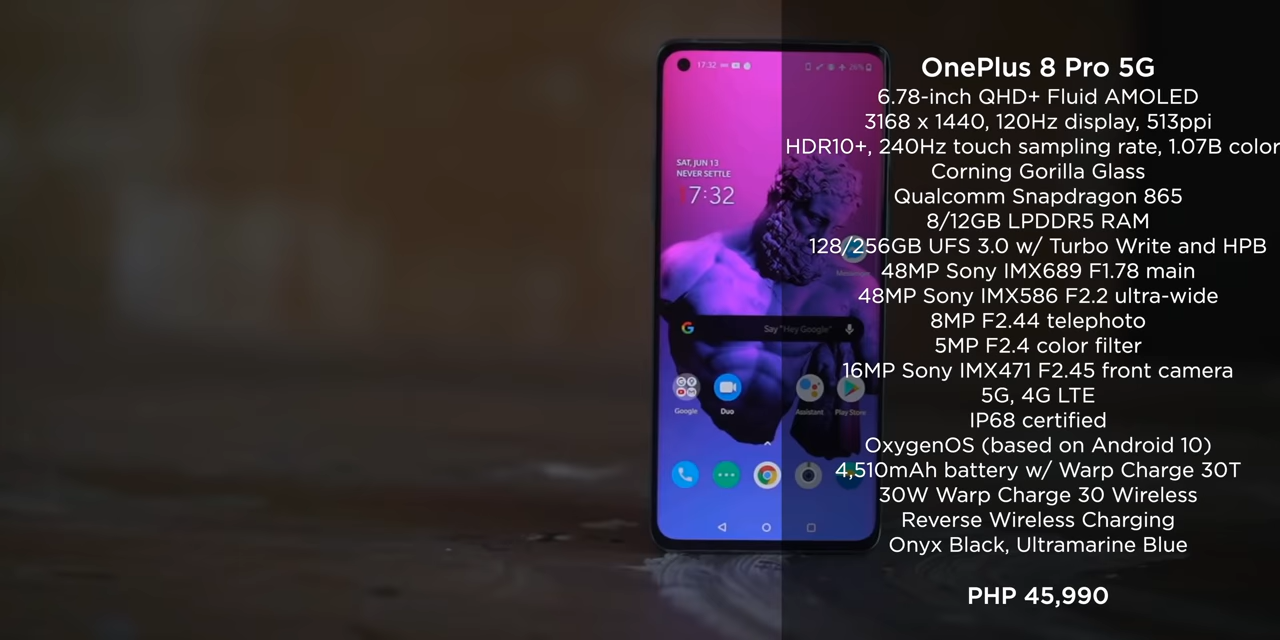 17:32
26%
SAT, JUN 13
NEVER SETTLE
17:32
Say "Hey Google"
Google
Duo
Assistant
Play Store
OnePlus 8 Pro 5G
6.78-inch QHD+ Fluid AMOLED
3168 x 1440, 120Hz display, 513ppi
HDR10+, 240Hz touch sampling rate, 1.07B color
Corning Gorilla Glass
Qualcomm Snapdragon 865
8/12GB LPDDR5 RAM
128/256GB UFS 3.0 w/ Turbo Write and HPB
48MP Sony IMX689 F1.78 main
48MP Sony IMX586 F2.2 ultra-wide
8MP F2.44 telephoto
5MP F2.4 color filter
16MP Sony IMX471 F2.45 front camera
5G, 4G LTE
IP68 certified
OxygenOS (based on Android 10)
4,510mAh battery w/ Warp Charge 30T
30W Warp Charge 30 Wireless
Reverse Wireless Charging
Onyx Black, Ultramarine Blue
PHP 45,990